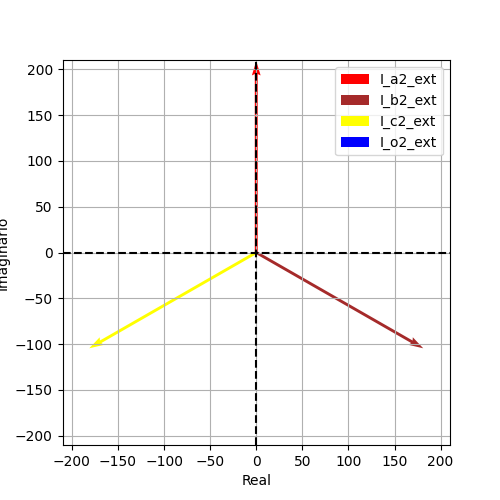 200
150
100
50
0
−50
−100
−150
−200
−200 −150 −100 −50 0 50 100 150 200
Real
Imaginário
I_a2_ext
I_b2_ext
I_c2_ext
I_o2_ext